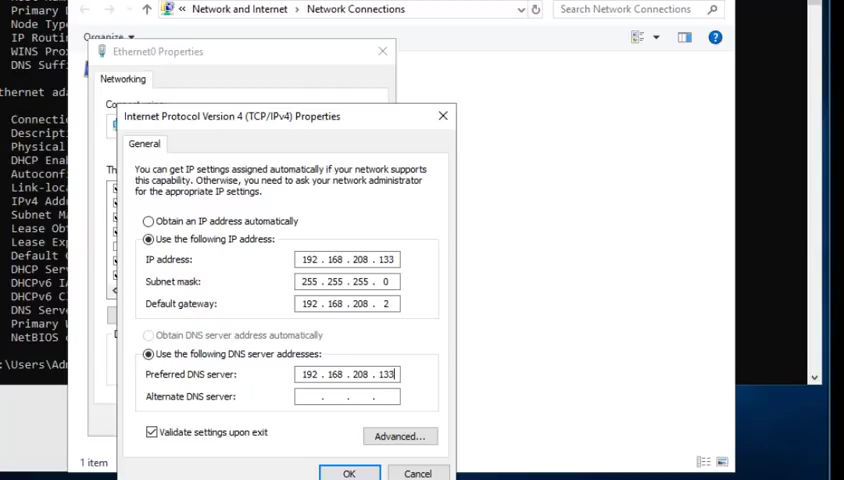 Network and Internet
Network Connections
Search Network Connections
Organize
Ethernet0 Properties
Networking
Primary
Node Type
IP Routin
WINS Pro
DNS Suff
thernet ada
Connectio
Descripti
Physical
DHCP Enab
Autoconfi
Link-loca
IPv4 Addr
Subnet Ma
Lease Obt
Lease Exp
Default G
DHCP Serv
DHCPv6 IA
DHCPv6 Cl
DNS Serve
Primary W
NetBIOS o
:\Users\Adm
Internet Protocol Version 4 (TCP/IPv4) Properties
General
You can get IP settings assigned automatically if your network supports
this capability. Otherwise, you need to ask your network administrator
for the appropriate IP settings.
Obtain an IP address automatically
Use the following IP address:
IP address: 192 . 168 . 208 . 133
Subnet mask: 255 . 255 . 255 . 0
Default gateway: 192 . 168 . 208 . 2
Obtain DNS server address automatically
Use the following DNS server addresses:
Preferred DNS server: 192 . 168 . 208 . 133
Alternate DNS server: . . .
Validate settings upon exit
Advanced...
OK
Cancel
1 item